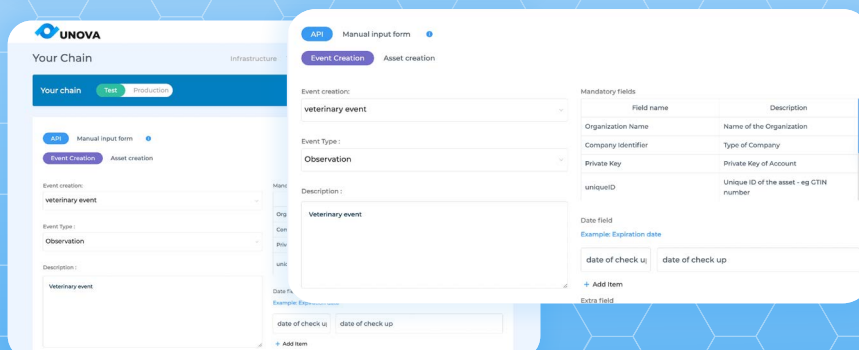 UNOVA
Your Chain
Infrastructure
Your chain Test Production
API Manual input form
Event Creation Asset creation
Event creation:
veterinary event
Event Type :
Observation
Description :
Veterinary event
date of check u date of check up
+ Add Item
API Manual input form
Event Creation Asset creation
Event creation:
veterinary event
Event Type :
Observation
Description :
Veterinary event
Mandatory fields
Field name Description
Organization Name Name of the Organization
Company Identifier Type of Company
Private Key Private Key of Account
uniqueID Unique ID of the asset - eg GTIN
number
Date field
Example: Expiration date
date of check u date of check up
+ Add Item
Extra field